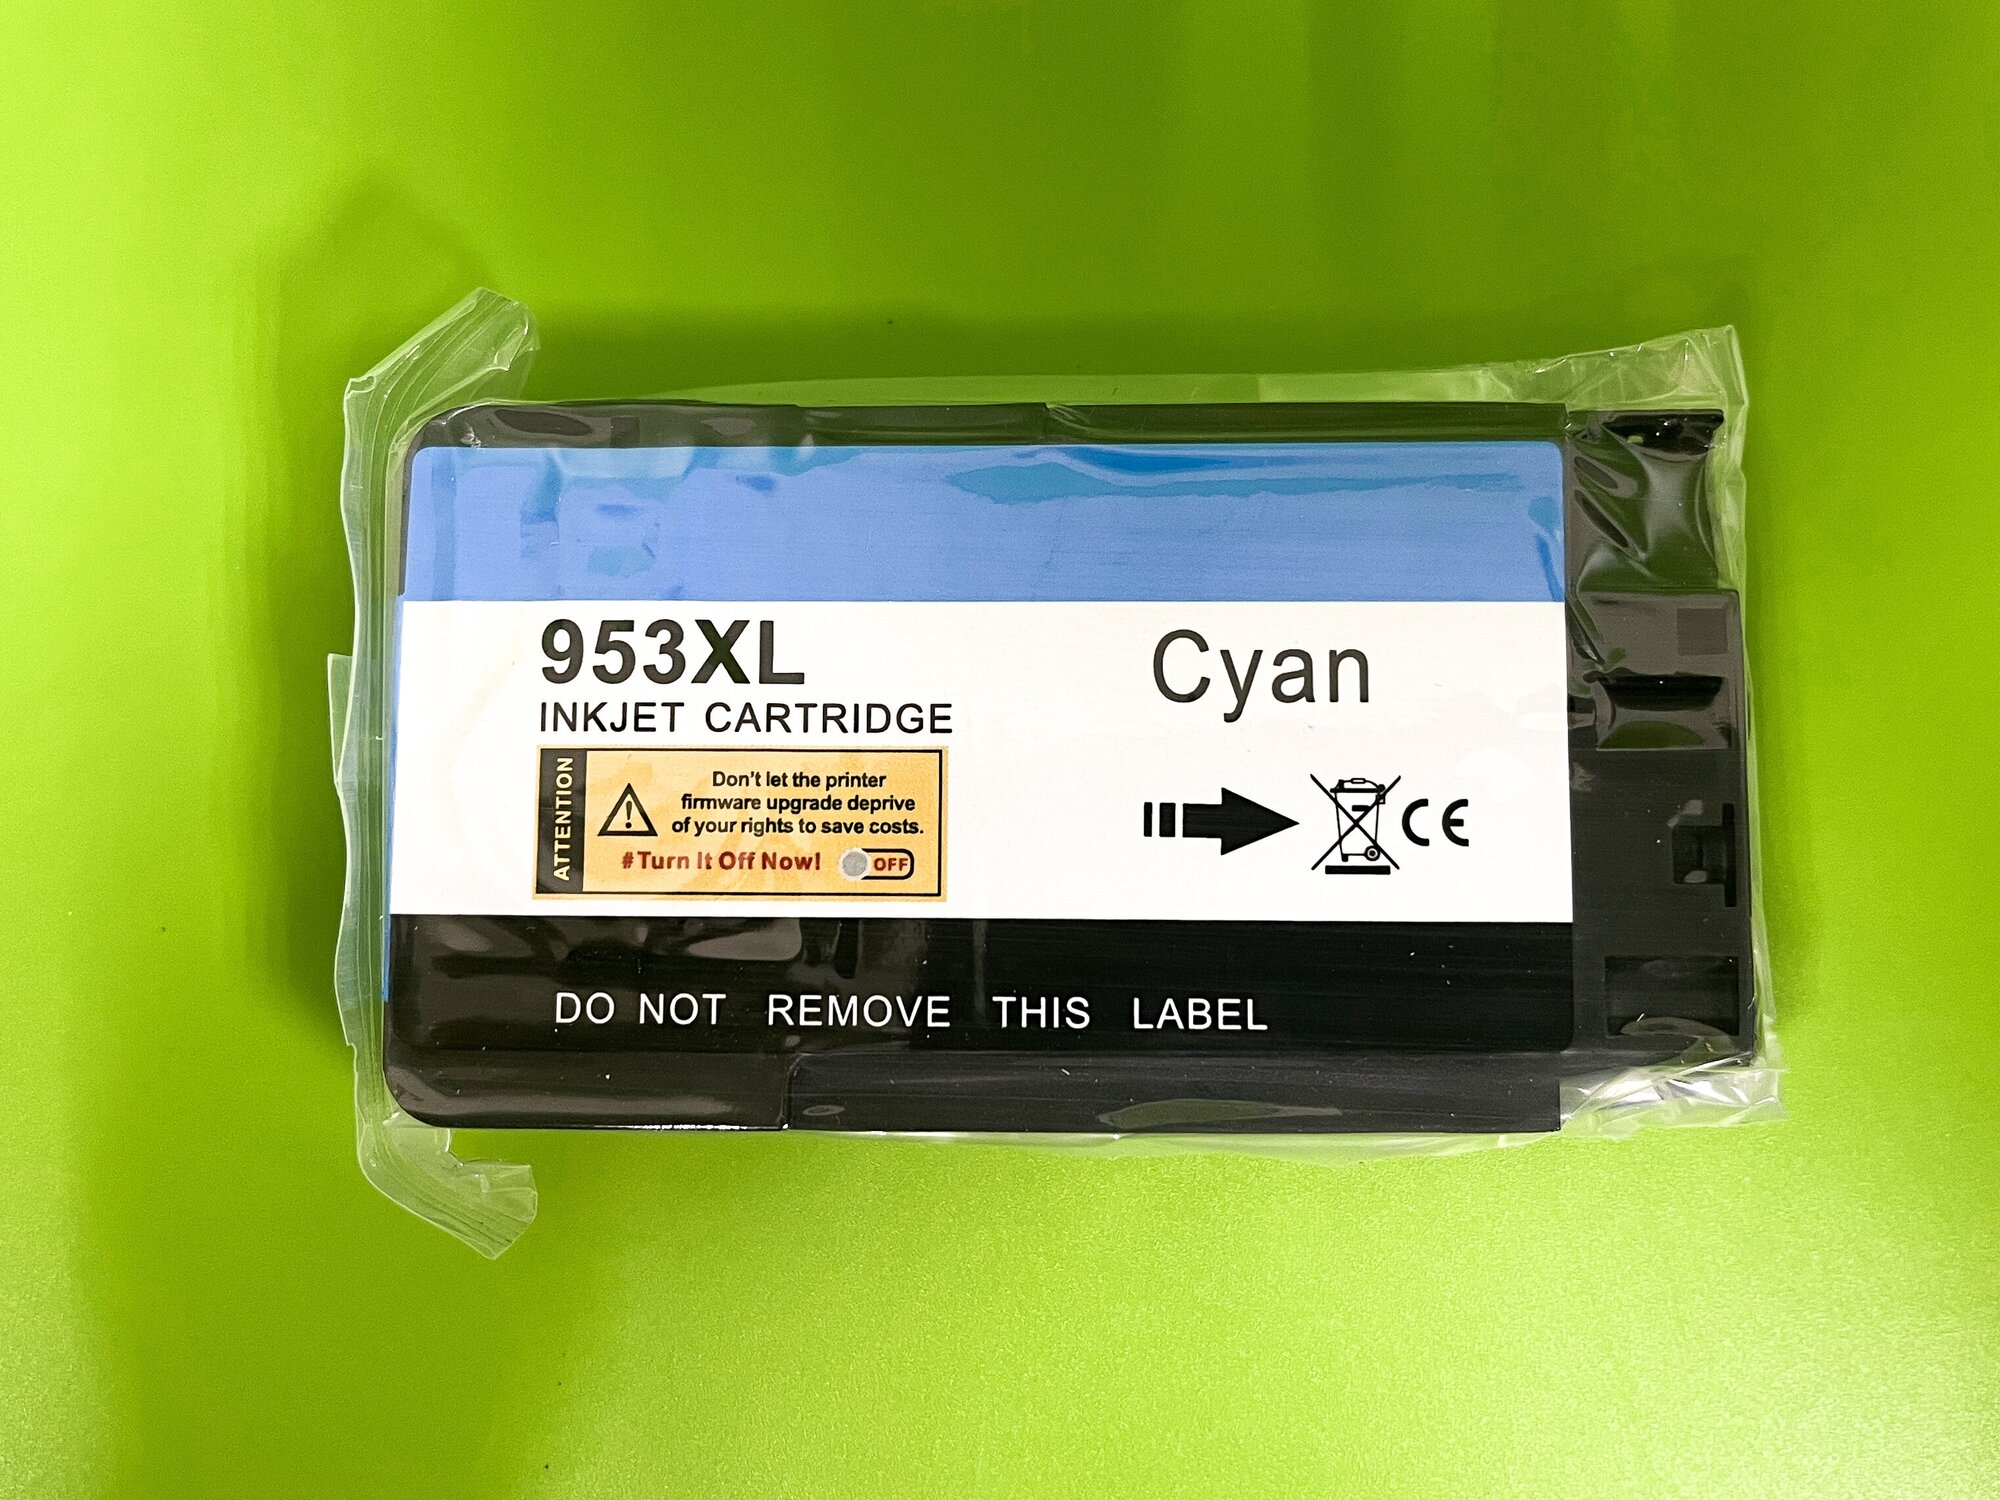 953XL
INKJET CARTRIDGE
Cyan
ATTENTION
Don't let the printer
firmware upgrade deprive
of your rights to save costs.
#Turn It Off Now!
OFF
CE
DO NOT REMOVE THIS LABEL